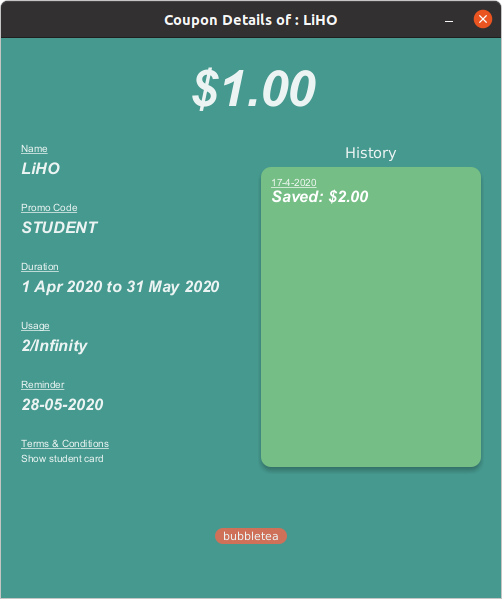 Coupon Details of : LiHO
$1.00
Name
LiHO
Promo Code
STUDENT
Duration
1 Apr 2020 to 31 May 2020
Usage
2/Infinity
Reminder
28-05-2020
Terms & Conditions
Show student card
History
17-4-2020
Saved: $2.00
bubbletea